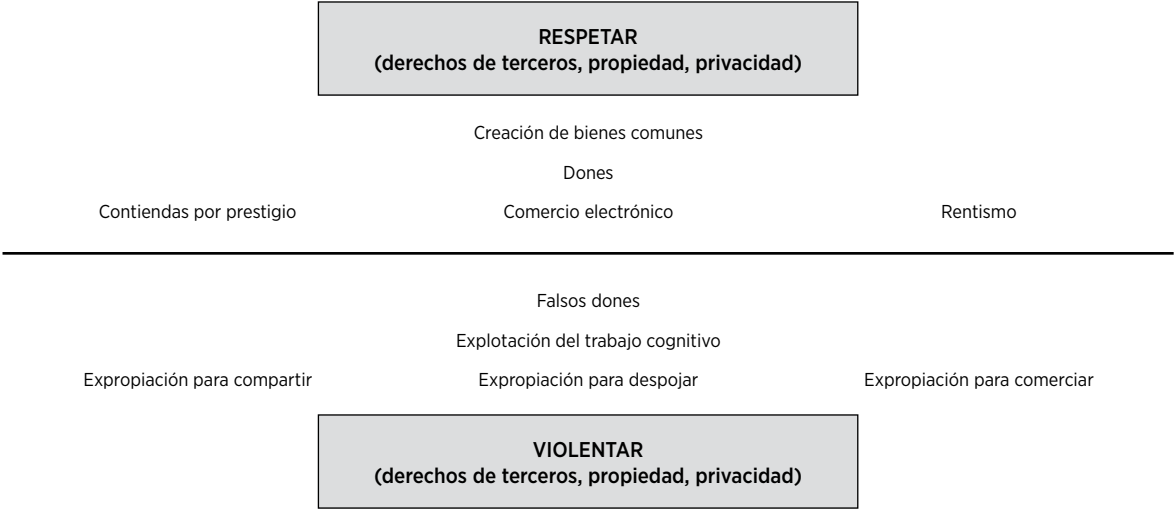 RESPETAR
(derechos de terceros, propiedad, privacidad)
Creación de bienes comunes
Dones
Contiendas por prestigio Comercio electrónico Rentismo
Falsos dones
Explotación del trabajo cognitivo
Expropiación para compartir Expropiación para despojar Expropiación para comerciar
VIOLENTAR
(derechos de terceros, propiedad, privacidad)